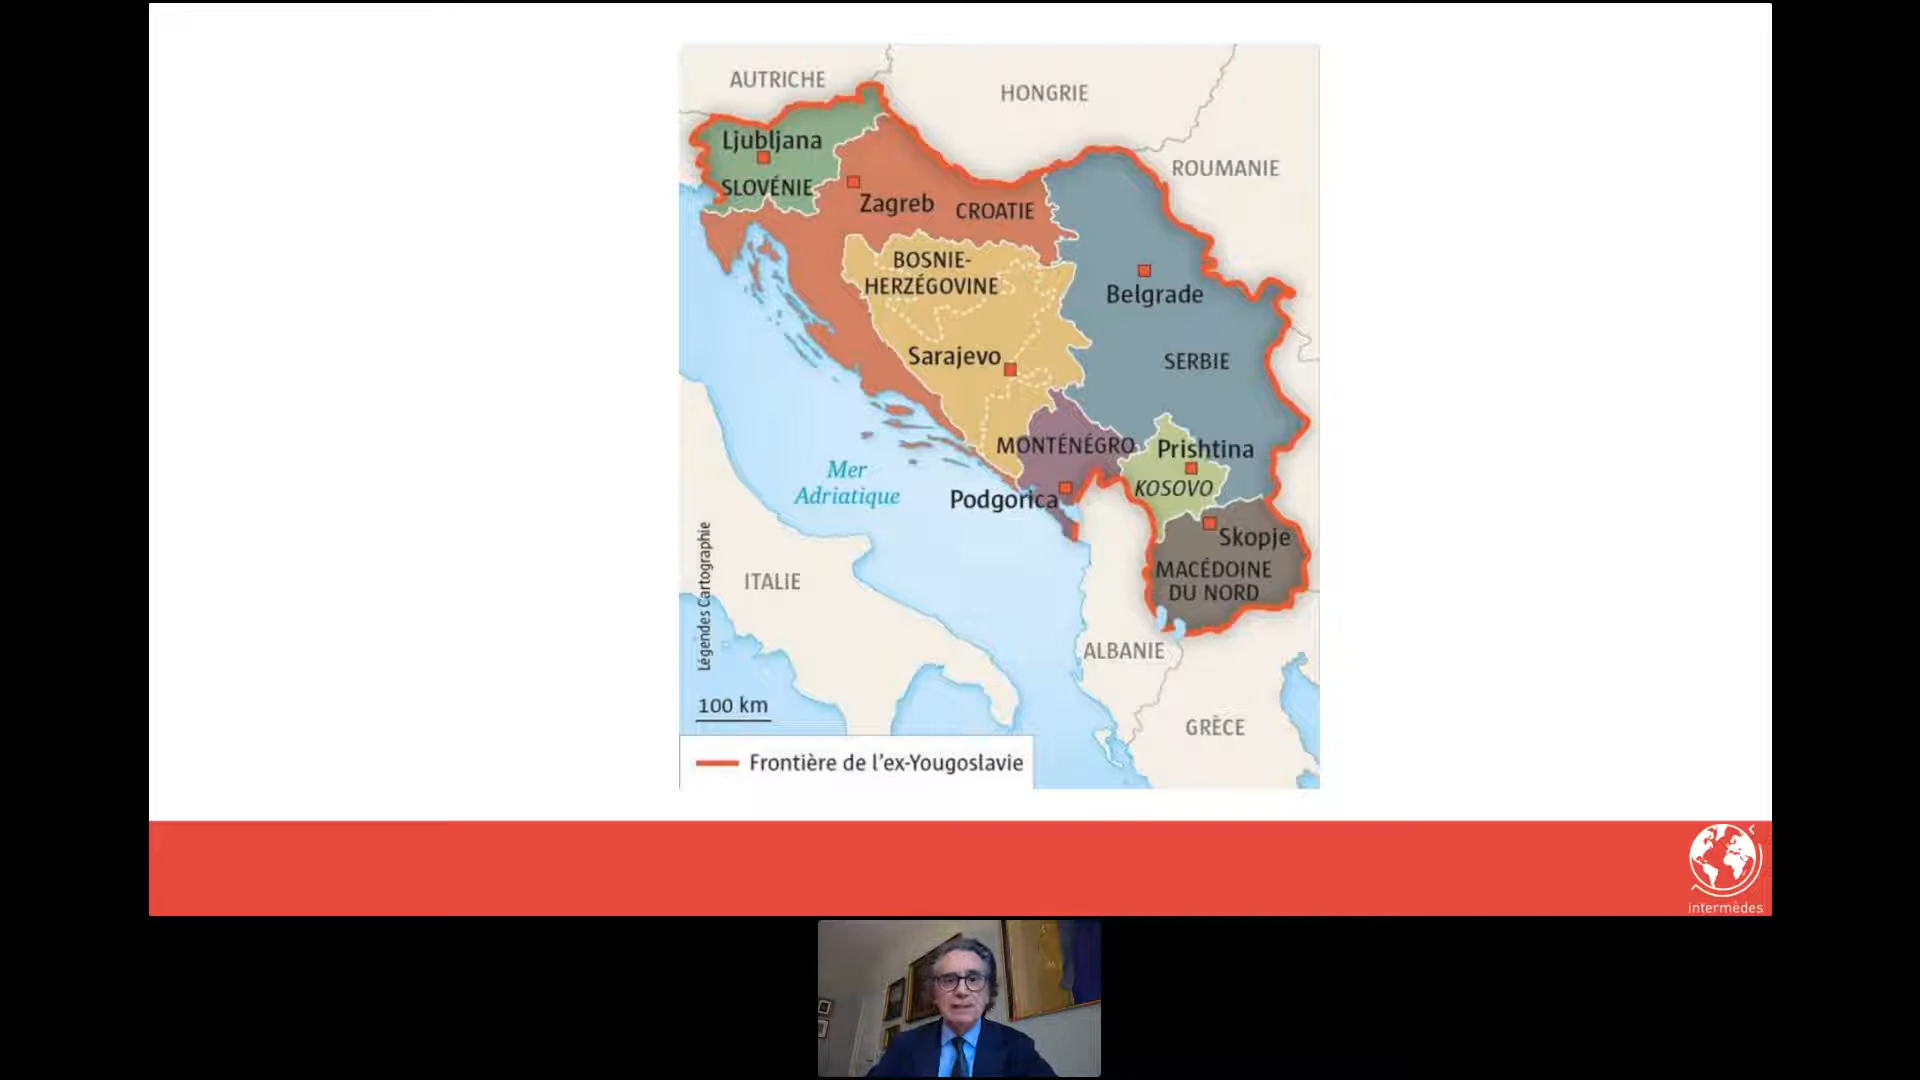 AUTRICHE
HONGRIE
Ljubljana
ROUMANIE
SLOVÉNIE
Zagreb
CROATIE
BOSNIE-
HERZÉGOVINE
Belgrade
Sarajevo
SERBIE
MONTÉNÉGRO
Prishtina
Mer
Adriatique
KOSOVO
Podgorica
Skopje
MACÉDOINE
DU NORD
ITALIE
Légendes Cartographie
ALBANIE
100 km
GRÈCE
Frontière de l'ex-Yougoslavie
intermèdes